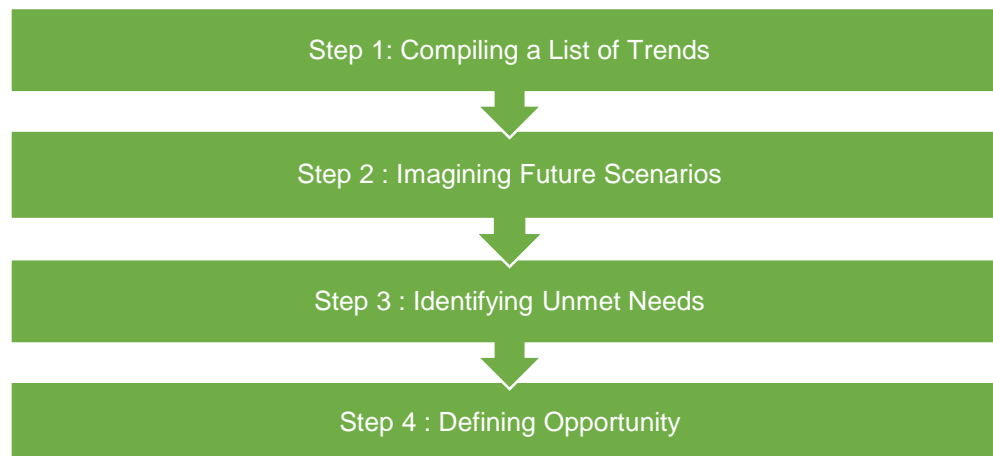 Step 1: Compiling a List of Trends
Step 2 : Imagining Future Scenarios
Step 3 : Identifying Unmet Needs
Step 4 : Defining Opportunity